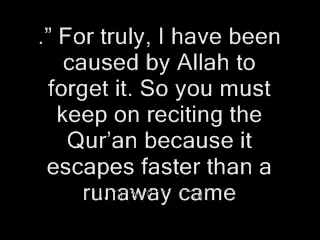 .” For truly, I have been
caused by Allah to
forget it. So you must
keep on reciting the
Qur’an because it
escapes faster than a
runaway came